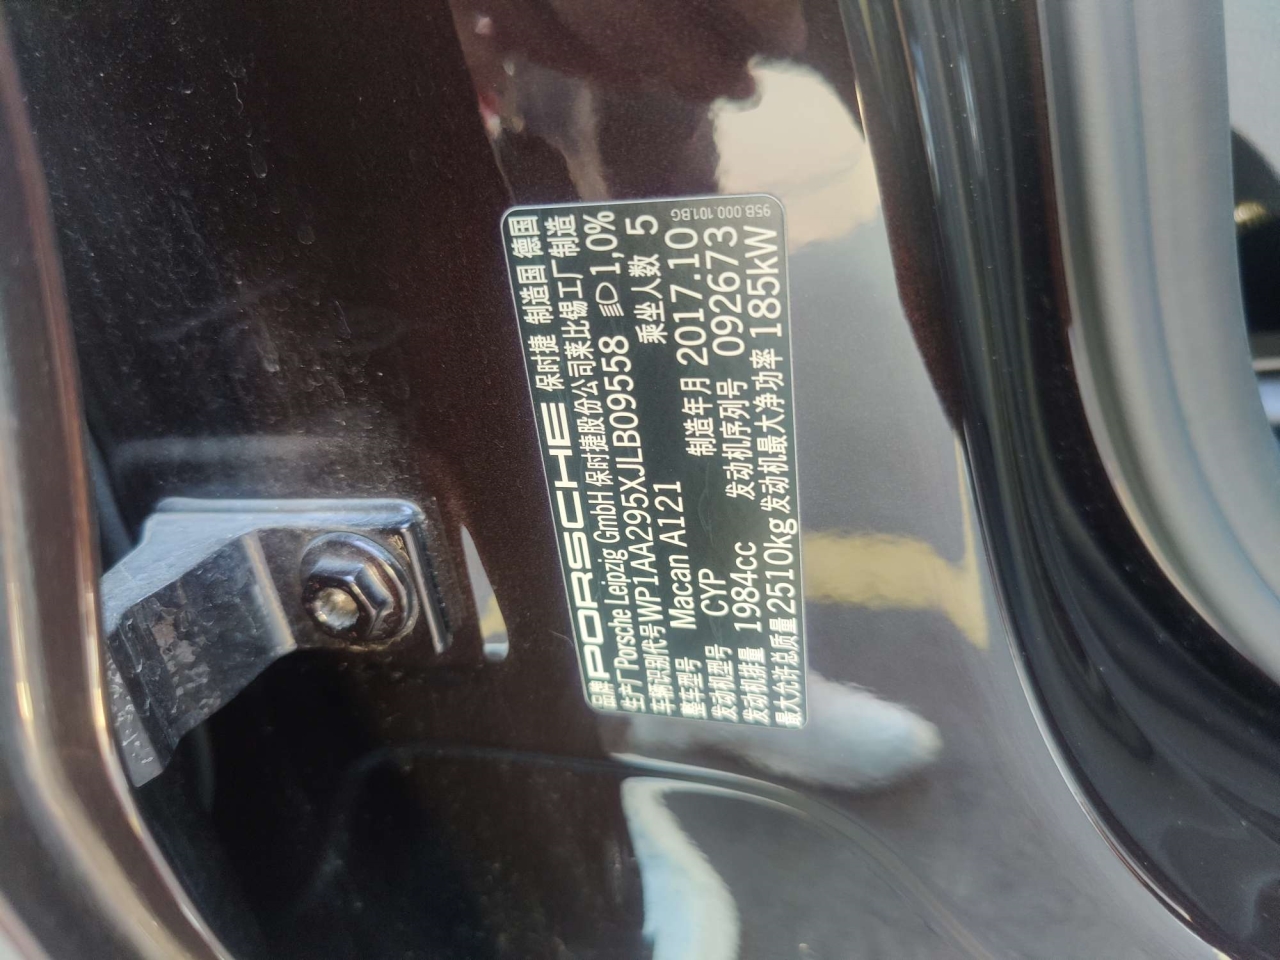 品牌 PORSCHE 保时捷 制造国 德国
生产厂 Porsche Leipzig GmbH 保时捷股份公司莱比锡工厂制造
车辆识别代号 WP1AA295XJLB09558 1,0%
整车型号 Macan A121 乘坐人数 5
发动机型号 CYP 制造年月 2017.10
发动机排量 1984cc 发动机序列号 092673
最大允许总质量 2510kg 发动机最大净功率 185kW
95B.000.101.BG